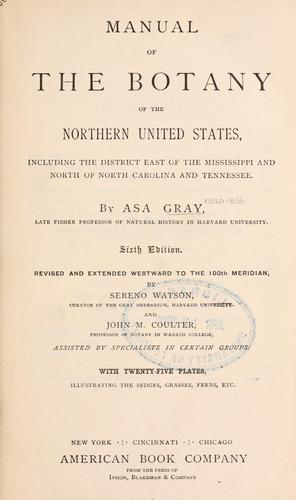 MANUAL
OF
THE BOTANY
OF THE
NORTHERN UNITED STATES,
INCLUDING THE DISTRICT EAST OF THE MISSISSIPPI AND
NORTH OF NORTH CAROLINA AND TENNESSEE.
BY ASA GRAY, 1810-88
LATE FISHER PROFESSOR OF NATURAL HISTORY IN HARVARD UNIVERSITY.
Sixth Edition.
REVISED AND EXTENDED WESTWARD TO THE 100TH MERIDIAN,
BY
SERENO WATSON,
CURATOR OF THE GRAY HERBARIUM, HARVARD UNIVERSITY.
AND
JOHN M. COULTER,
PROFESSOR OF BOTANY IN WABASH COLLEGE,
ASSISTED BY SPECIALISTS IN CERTAIN GROUPS.
WITH TWENTY-FIVE PLATES,
ILLUSTRATING THE SEDGES, GRASSES, FERNS, ETC.
NEW YORK ·:· CINCINNATI ·:· CHICAGO
AMERICAN BOOK COMPANY
FROM THE PRESS OF
IVISON, BLAKEMAN & COMPANY